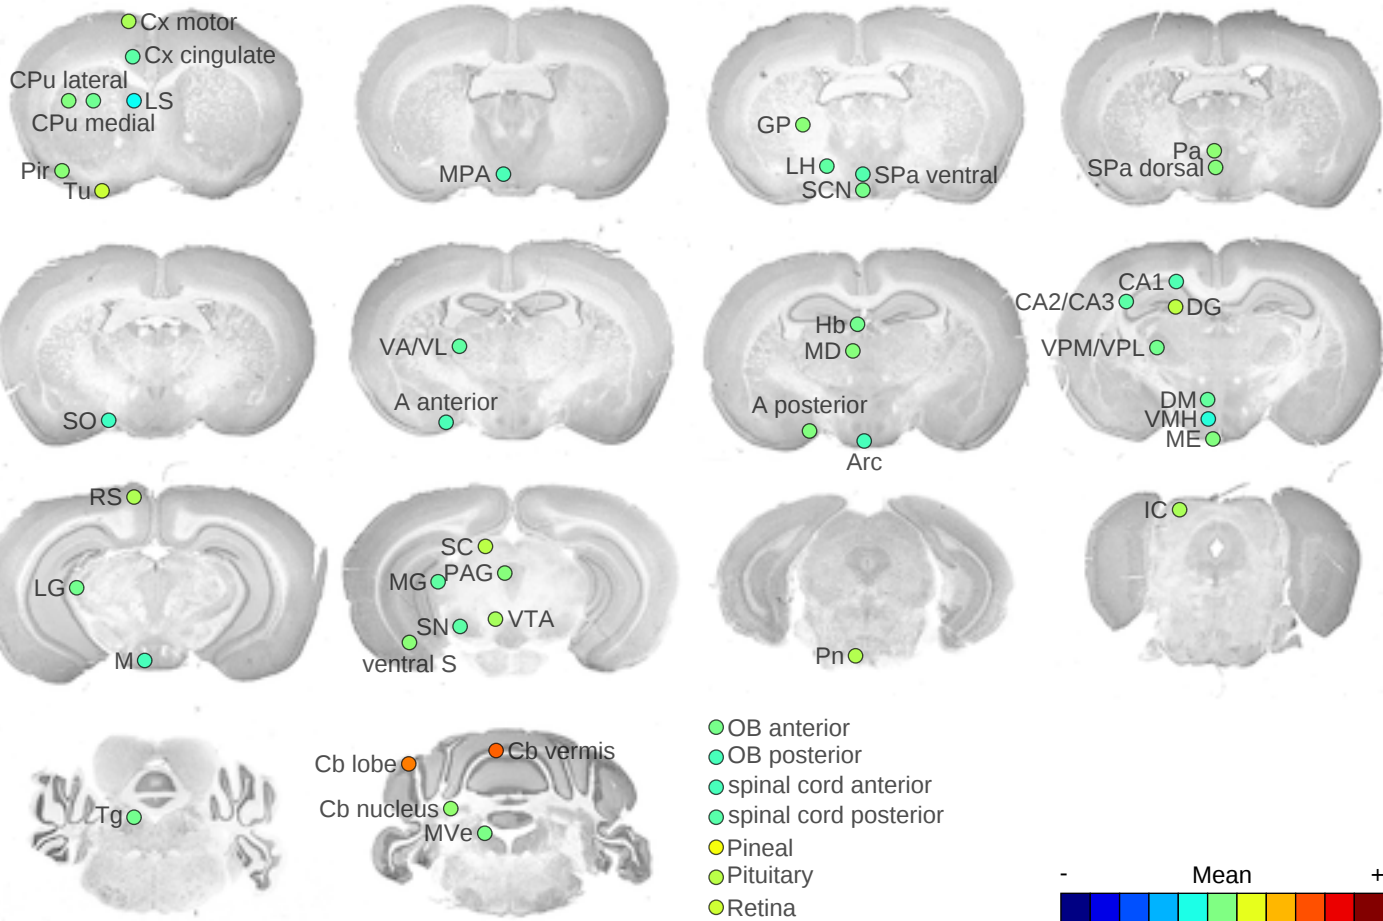 Cx motor
Cx cingulate
CPu lateral
LS
CPu medial
Pir
Tu
MPA
GP
LH
SPa ventral
SCN
Pa
SPa dorsal
SO
VA/VL
A anterior
Hb
MD
A posterior
Arc
CA1
CA2/CA3
DG
VPM/VPL
DM
VMH
ME
RS
LG
M
SC
MG
PAG
SN
VTA
ventral S
Pn
IC
Tg
Cb lobe
Cb vermis
Cb nucleus
MVe
OB anterior
OB posterior
spinal cord anterior
spinal cord posterior
Pineal
Pituitary
Retina
- Mean +